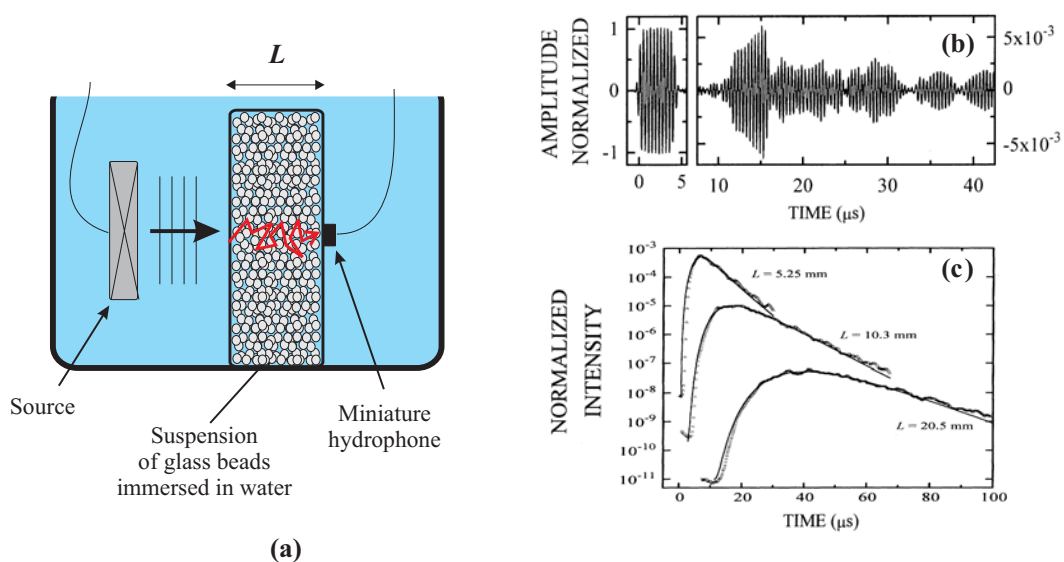 L
Source
Suspension
of glass beads
immersed in water
Miniature
hydrophone
(a)
(b)
AMPLITUDE
NORMALIZED
1
0
-1
0 5
10 20 30 40
5x10⁻³
0
-5x10⁻³
TIME (μs)
(c)
NORMALIZED
INTENSITY
10⁻³
10⁻⁴
10⁻⁵
10⁻⁶
10⁻⁷
10⁻⁸
10⁻⁹
10⁻¹⁰
10⁻¹¹
L = 5.25 mm
L = 10.3 mm
L = 20.5 mm
0 20 40 60 80 100
TIME (μs)